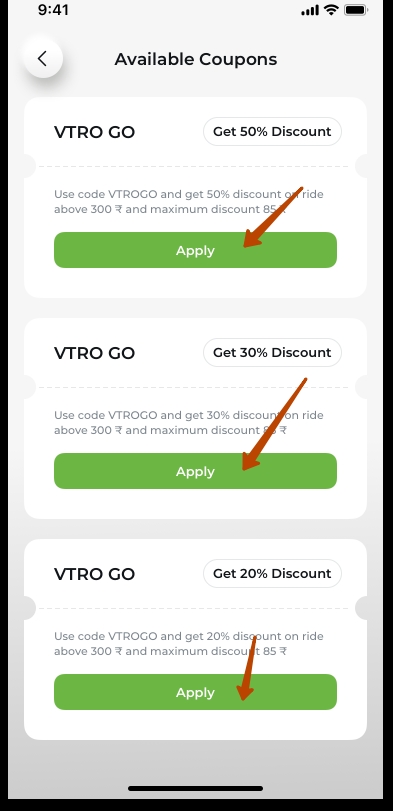 9:41
Available Coupons
VTRO GO
Get 50% Discount
Use code VTROGO and get 50% discount on ride
above 300 ₹ and maximum discount 85 ₹
Apply
VTRO GO
Get 30% Discount
Use code VTROGO and get 30% discount on ride
above 300 ₹ and maximum discount 85 ₹
Apply
VTRO GO
Get 20% Discount
Use code VTROGO and get 20% discount on ride
above 300 ₹ and maximum discount 85 ₹
Apply